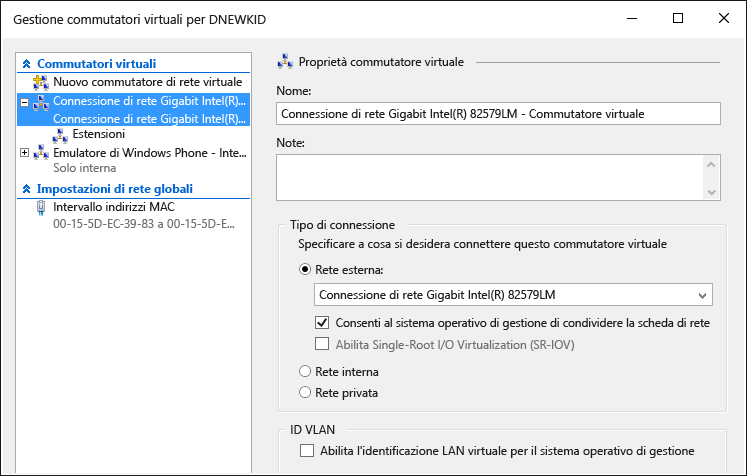 Gestione commutatori virtuali per DNEWKID
Commutatori virtuali
Nuovo commutatore di rete virtuale
Connessione di rete Gigabit Intel(R)...
Connessione di rete Gigabit Intel(R)...
Estensioni
Emulatore di Windows Phone - Inte...
Solo interna
Impostazioni di rete globali
Intervallo indirizzi MAC
00-15-5D-EC-39-83 a 00-15-5D-E...
Proprietà commutatore virtuale
Nome:
Connessione di rete Gigabit Intel(R) 82579LM - Commutatore virtuale
Note:
Tipo di connessione
Specificare a cosa si desidera connettere questo commutatore virtuale
Rete esterna:
Connessione di rete Gigabit Intel(R) 82579LM
Consenti al sistema operativo di gestione di condividere la scheda di rete
Abilita Single-Root I/O Virtualization (SR-IOV)
Rete interna
Rete privata
ID VLAN
Abilita l'identificazione LAN virtuale per il sistema operativo di gestione